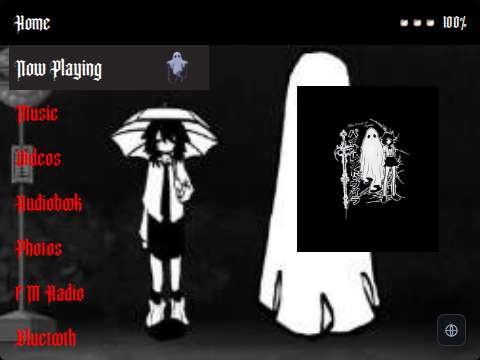 Home
100%
Now Playing
Music
Videos
Audiobook
Photos
FM Radio
Bluetooth